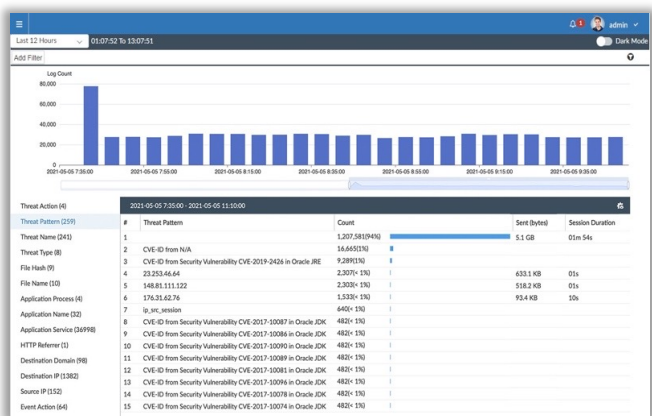 1
admin
Last 12 Hours
01:07:52 To 13:07:51
Dark Mode
Add Filter
Log Count
80,000
60,000
40,000
20,000
0
2021-05-05 7:35:00
2021-05-05 7:55:00
2021-05-05 8:15:00
2021-05-05 8:35:00
2021-05-05 8:55:00
2021-05-05 9:15:00
2021-05-05 9:35:00
Threat Action (4)
Threat Pattern (259)
Threat Name (241)
Threat Type (8)
File Hash (9)
File Name (10)
Application Process (4)
Application Name (32)
Application Service (36998)
HTTP Referrer (1)
Destination Domain (98)
Destination IP (1382)
Source IP (152)
Event Action (64)
2021-05-05 7:35:00 - 2021-05-05 11:10:00
# Threat Pattern Count Sent (bytes) Session Duration
1 1,207,581(94%) 5.1 GB 01m 54s
2 CVE-ID from N/A 16,665(1%)
3 CVE-ID from Security Vulnerability CVE-2019-2426 in Oracle JRE 9,289(1%)
4 23.253.46.64 2,307(< 1%) 633.1 KB 01s
5 148.81.111.122 2,303(< 1%) 518.2 KB 01s
6 176.31.62.76 1,533(< 1%) 93.4 KB 10s
7 ip_src_session 640(< 1%)
8 CVE-ID from Security Vulnerability CVE-2017-10087 in Oracle JDK 482(< 1%)
9 CVE-ID from Security Vulnerability CVE-2017-10086 in Oracle JDK 482(< 1%)
10 CVE-ID from Security Vulnerability CVE-2017-10090 in Oracle JDK 482(< 1%)
11 CVE-ID from Security Vulnerability CVE-2017-10089 in Oracle JDK 482(< 1%)
12 CVE-ID from Security Vulnerability CVE-2017-10081 in Oracle JDK 482(< 1%)
13 CVE-ID from Security Vulnerability CVE-2017-10096 in Oracle JDK 482(< 1%)
14 CVE-ID from Security Vulnerability CVE-2017-10078 in Oracle JDK 482(< 1%)
15 CVE-ID from Security Vulnerability CVE-2017-10074 in Oracle JDK 482(< 1%)